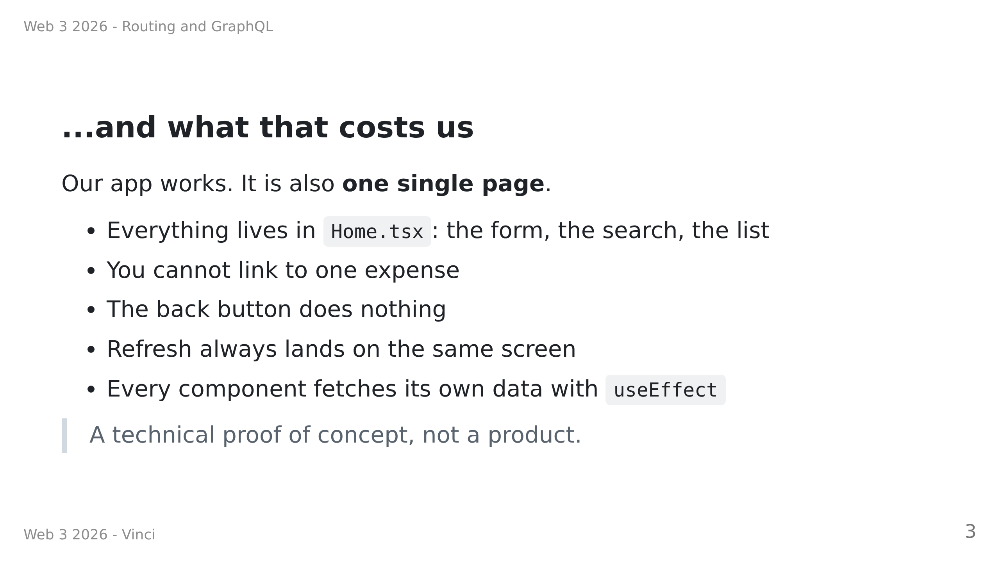 Web 3 2026 - Routing and GraphQL
...and what that costs us
Our app works. It is also one single page.
• Everything lives in Home.tsx: the form, the search, the list
• You cannot link to one expense
• The back button does nothing
• Refresh always lands on the same screen
• Every component fetches its own data with useEffect
A technical proof of concept, not a product.
Web 3 2026 - Vinci
3